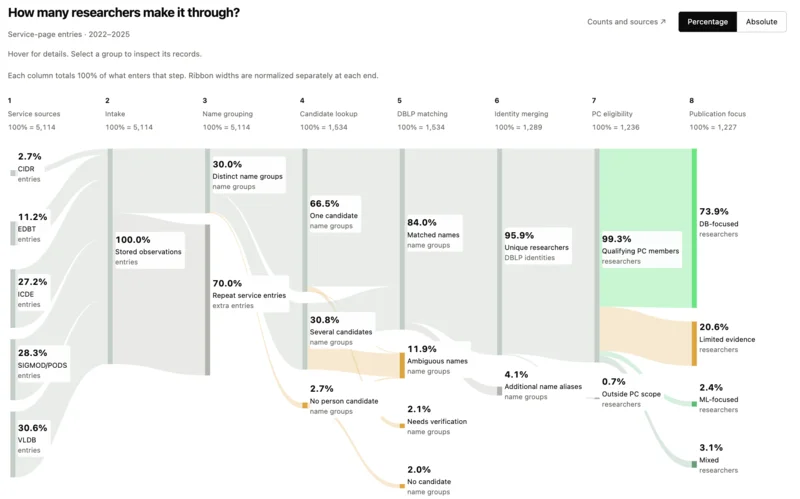 How many researchers make it through?
Service-page entries · 2022–2025
Hover for details. Select a group to inspect its records.
Each column totals 100% of what enters that step. Ribbon widths are normalized separately at each end.
Counts and sources ↗
Percentage
Absolute
1
Service sources
100% = 5,114
2
Intake
100% = 5,114
3
Name grouping
100% = 5,114
4
Candidate lookup
100% = 1,534
5
DBLP matching
100% = 1,534
6
Identity merging
100% = 1,289
7
PC eligibility
100% = 1,236
8
Publication focus
100% = 1,227
2.7%
CIDR
entries
11.2%
EDBT
entries
27.2%
ICDE
entries
28.3%
SIGMOD/PODS
entries
30.6%
VLDB
entries
100.0%
Stored observations
entries
30.0%
Distinct name groups
name groups
70.0%
Repeat service entries
extra entries
66.5%
One candidate
name groups
30.8%
Several candidates
name groups
2.7%
No person candidate
name groups
84.0%
Matched names
name groups
11.9%
Ambiguous names
name groups
2.1%
Needs verification
name groups
2.0%
No candidate
name groups
95.9%
Unique researchers
DBLP identities
4.1%
Additional name aliases
name groups
99.3%
Qualifying PC members
researchers
0.7%
Outside PC scope
researchers
73.9%
DB-focused
researchers
20.6%
Limited evidence
researchers
2.4%
ML-focused
researchers
3.1%
Mixed
researchers